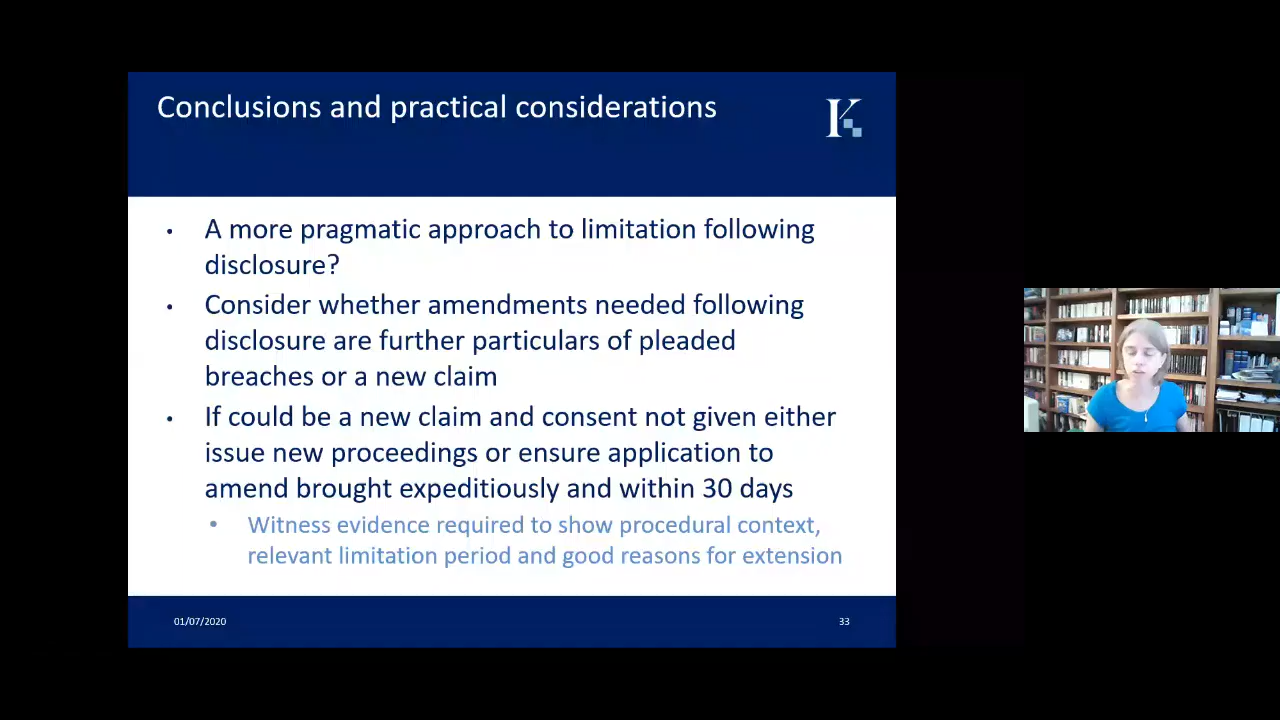 Conclusions and practical considerations
K
• A more pragmatic approach to limitation following
disclosure?
• Consider whether amendments needed following
disclosure are further particulars of pleaded
breaches or a new claim
• If could be a new claim and consent not given either
issue new proceedings or ensure application to
amend brought expeditiously and within 30 days
• Witness evidence required to show procedural context,
relevant limitation period and good reasons for extension
01/07/2020
33